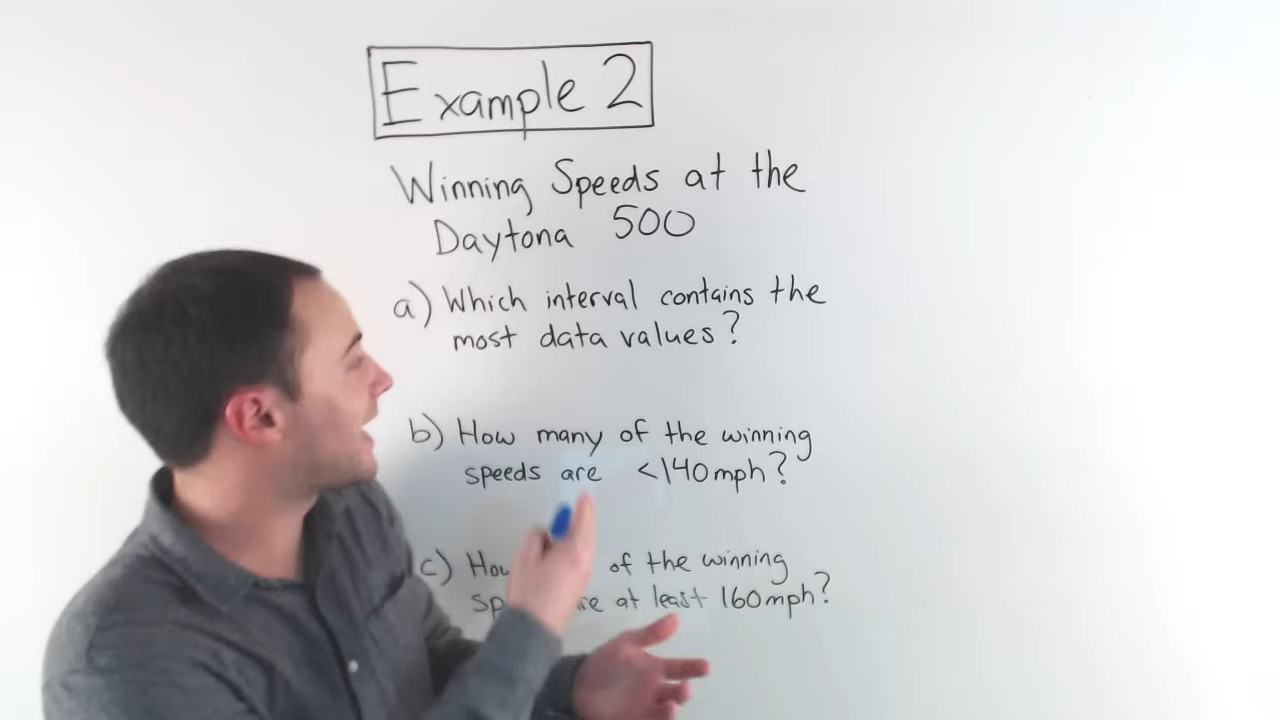 Example 2
Winning Speeds at the
Daytona 500
a) Which interval contains the
most data values?
b) How many of the winning
speeds are <140mph?
c) of the winning
at least 160mph?